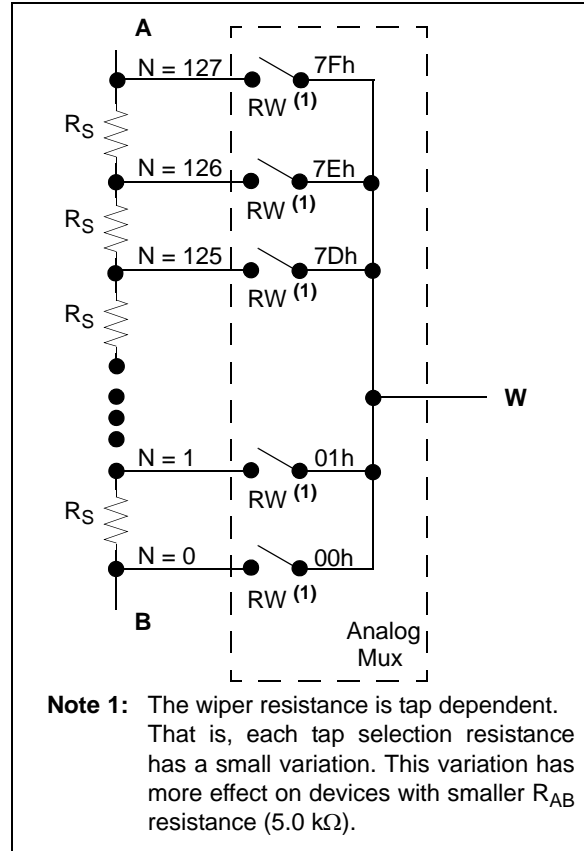 A
N = 127
7Fh
RW (1)
RS
N = 126
7Eh
RW (1)
RS
N = 125
7Dh
RW (1)
RS
W
N = 1
01h
RW (1)
RS
N = 0
00h
RW (1)
B
Analog
Mux
Note 1: The wiper resistance is tap dependent.
That is, each tap selection resistance
has a small variation. This variation has
more effect on devices with smaller RAB
resistance (5.0 kΩ).